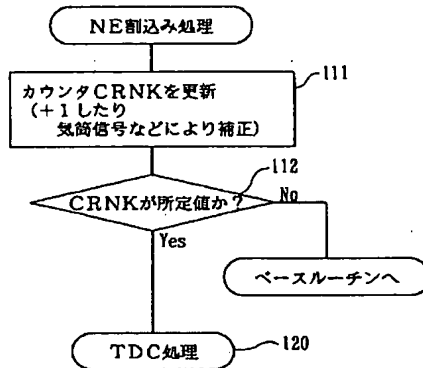 NE割込み処理
111
カウンタCRNKを更新
(+1したり
気筒信号などにより補正)
112
CRNKが所定値か?
No
Yes
ベースルーチンへ
TDC処理
120